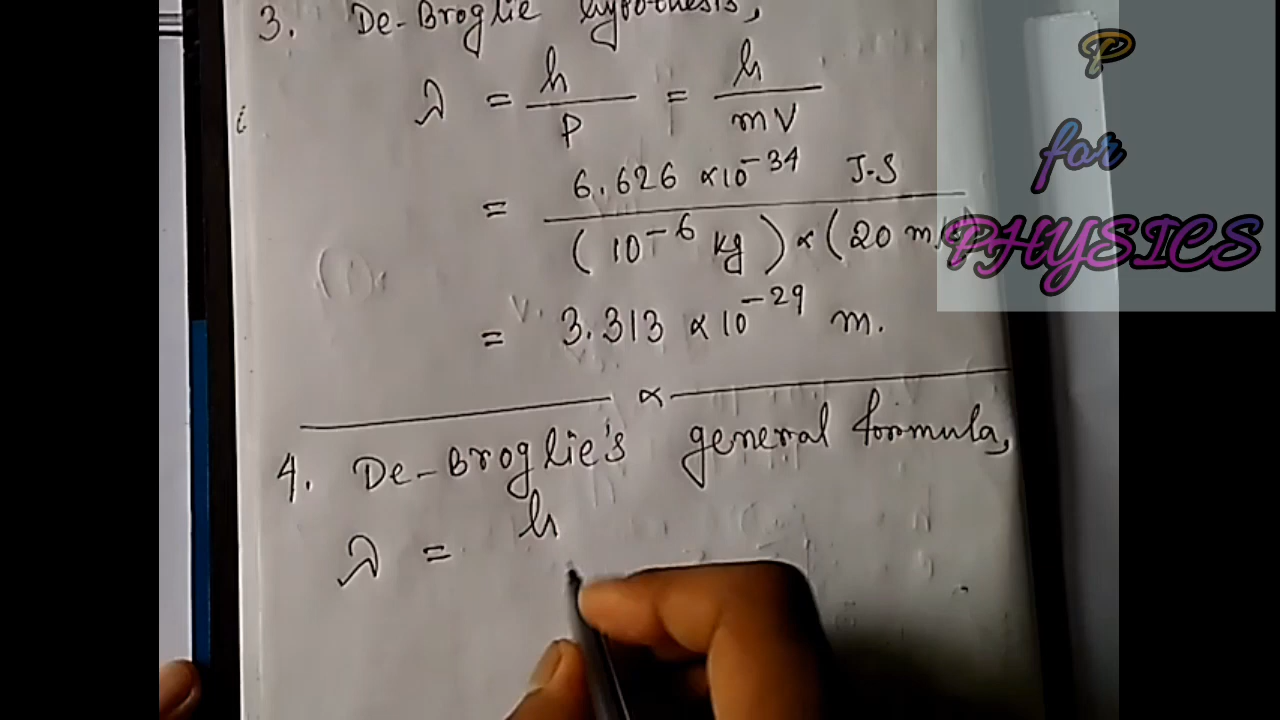 3. De-Broglie hypothesis,
λ = h/P = h/mV
= 6.626 × 10^-34 J-S / (10^-6 kg) × (20 m/s)
= 3.313 × 10^-29 m.
×
4. De-Broglie's general formula,
λ = h
P
for
PHYSICS